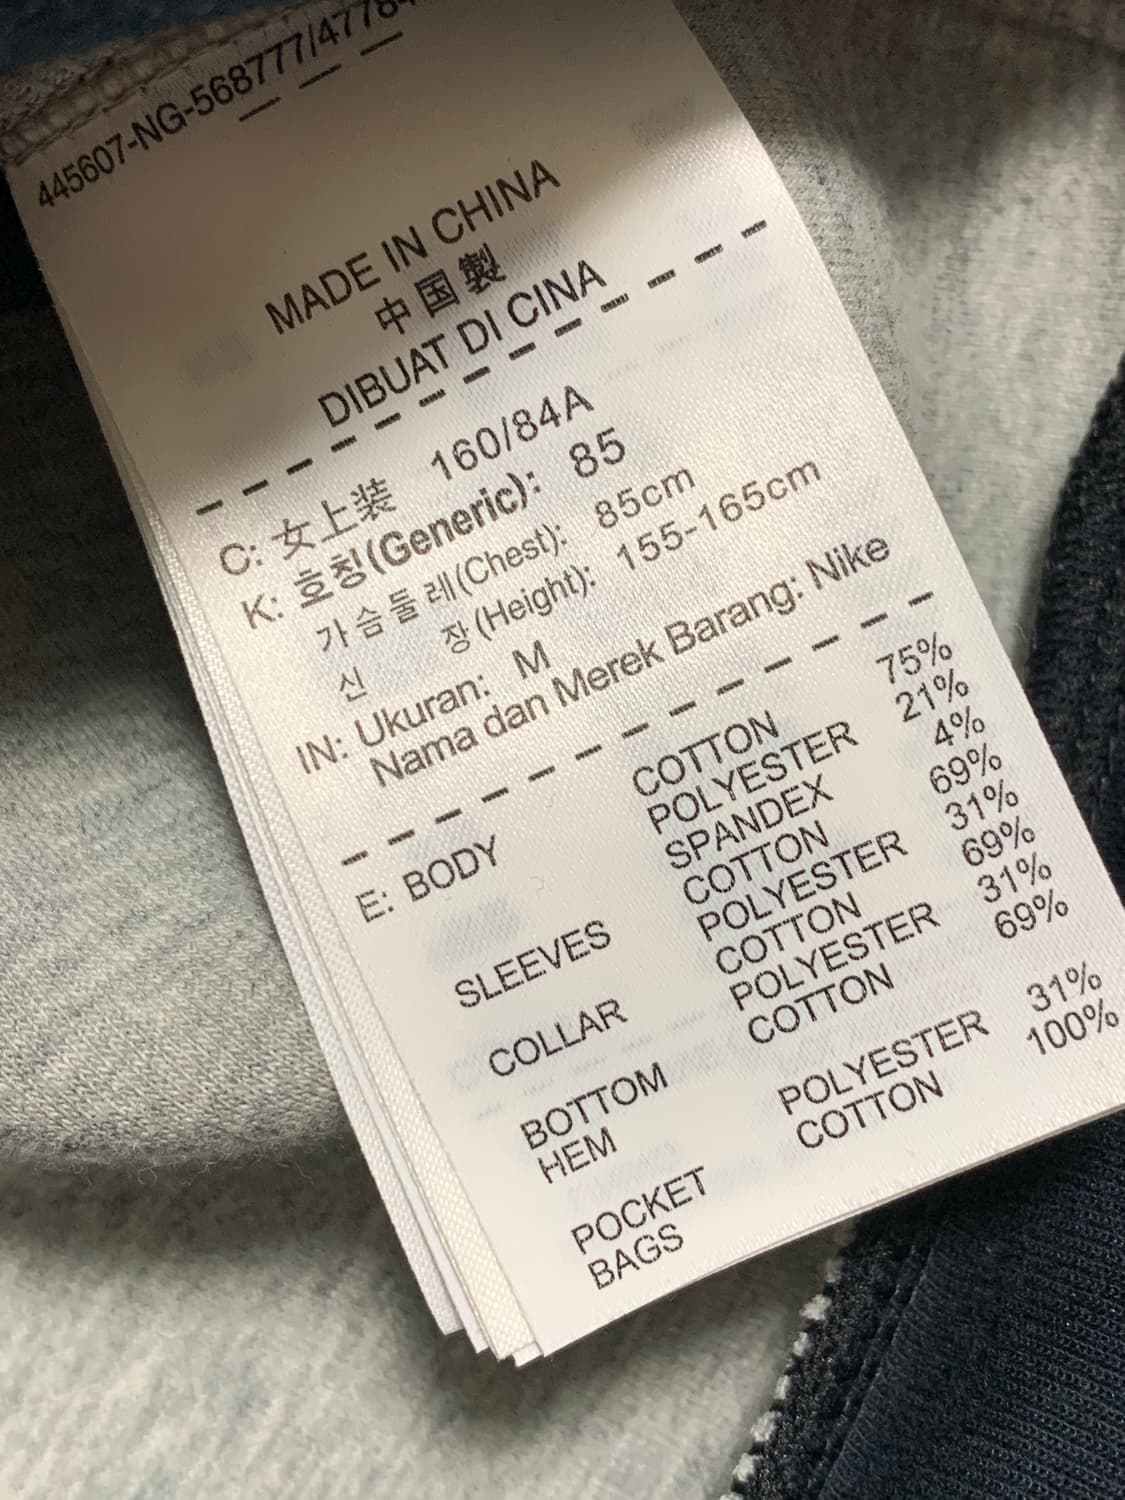 445607-NG-568777/4778
MADE IN CHINA
中国製
DIBUAT DI CINA
C: 女上装 160/84A
K: 호칭(Generic): 85
가슴둘레(Chest): 85cm
신 장(Height): 155-165cm
IN: Ukuran: M
Nama dan Merek Barang: Nike
E: BODY COTTON 75%
POLYESTER 21%
SPANDEX 4%
SLEEVES COTTON 69%
POLYESTER 31%
COLLAR COTTON 69%
POLYESTER 31%
BOTTOM COTTON 69%
HEM
POLYESTER 31%
POCKET COTTON 100%
BAGS